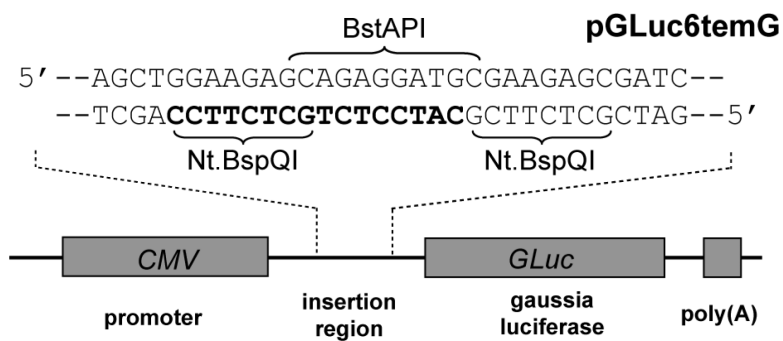 BstAPI
pGLuc6temG
5′ --AGCTGGAAGAGCAGAGGATGCGAAGAGCGATC--
--TCGACCTTCTCGTCTCCTACGCTTCTCGCTAG--5′
Nt.BspQI
Nt.BspQI
CMV
GLuc
promoter
insertion
region
gaussia
luciferase
poly(A)